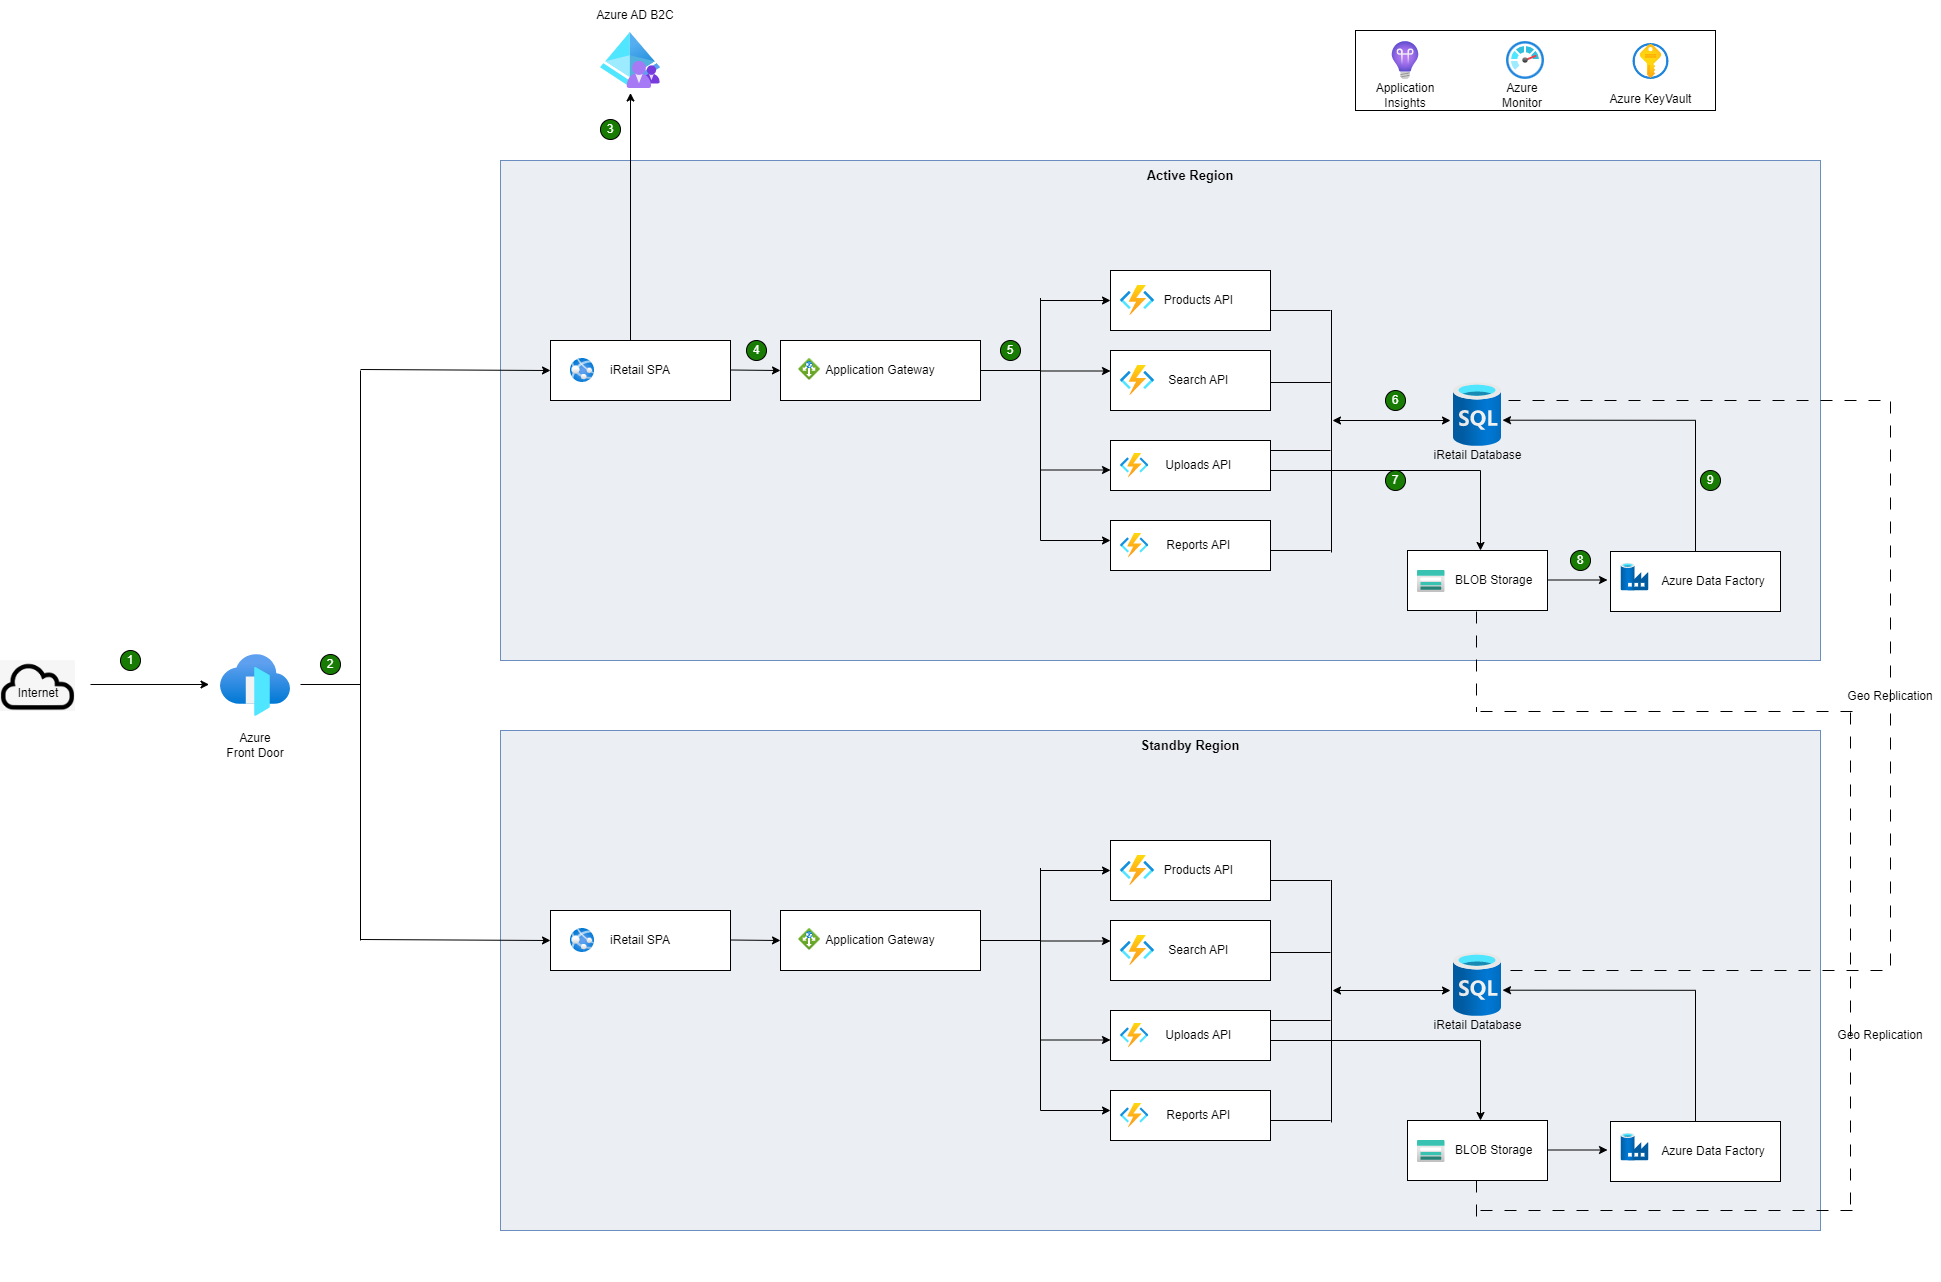 Azure AD B2C
Application
Insights
Azure
Monitor
Azure KeyVault
3
Active Region
Products API
4
5
iRetail SPA
Application Gateway
Search API
6
SQL
iRetail Database
Uploads API
7
9
Reports API
8
BLOB Storage
Azure Data Factory
1
2
Internet
Azure
Front Door
Geo Replication
Standby Region
Products API
iRetail SPA
Application Gateway
Search API
SQL
iRetail Database
Uploads API
Geo Replication
Reports API
BLOB Storage
Azure Data Factory